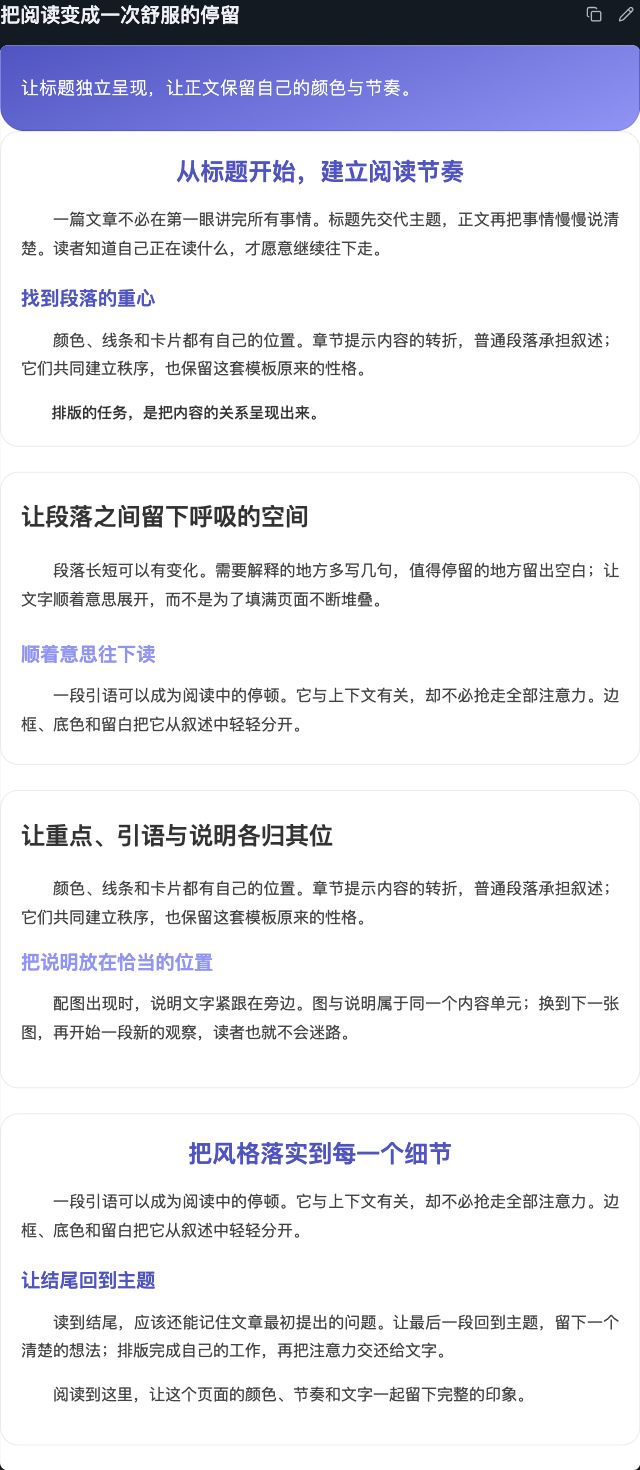 把阅读变成一次舒服的停留
让标题独立呈现，让正文保留自己的颜色与节奏。
从标题开始，建立阅读节奏
一篇文章不必在第一眼讲完所有事情。标题先交代主题，正文再把事情慢慢说清
楚。读者知道自己正在读什么，才愿意继续往下走。
找到段落的重心
颜色、线条和卡片都有自己的位置。章节提示内容的转折，普通段落承担叙述；
它们共同建立秩序，也保留这套模板原来的性格。
排版的任务，是把内容的关系呈现出来。
让段落之间留下呼吸的空间
段落长短可以有变化。需要解释的地方多写几句，值得停留的地方留出空白；让
文字顺着意思展开，而不是为了填满页面不断堆叠。
顺着意思往下读
一段引语可以成为阅读中的停顿。它与上下文有关，却不必抢走全部注意力。边
框、底色和留白把它从叙述中轻轻分开。
让重点、引语与说明各归其位
颜色、线条和卡片都有自己的位置。章节提示内容的转折，普通段落承担叙述；
它们共同建立秩序，也保留这套模板原来的性格。
把说明放在恰当的位置
配图出现时，说明文字紧跟在旁边。图与说明属于同一个内容单元；换到下一张
图，再开始一段新的观察，读者也就不会迷路。
把风格落实到每一个细节
一段引语可以成为阅读中的停顿。它与上下文有关，却不必抢走全部注意力。边
框、底色和留白把它从叙述中轻轻分开。
让结尾回到主题
读到结尾，应该还能记住文章最初提出的问题。让最后一段回到主题，留下一个
清楚的想法；排版完成自己的工作，再把注意力交还给文字。
阅读到这里，让这个页面的颜色、节奏和文字一起留下完整的印象。